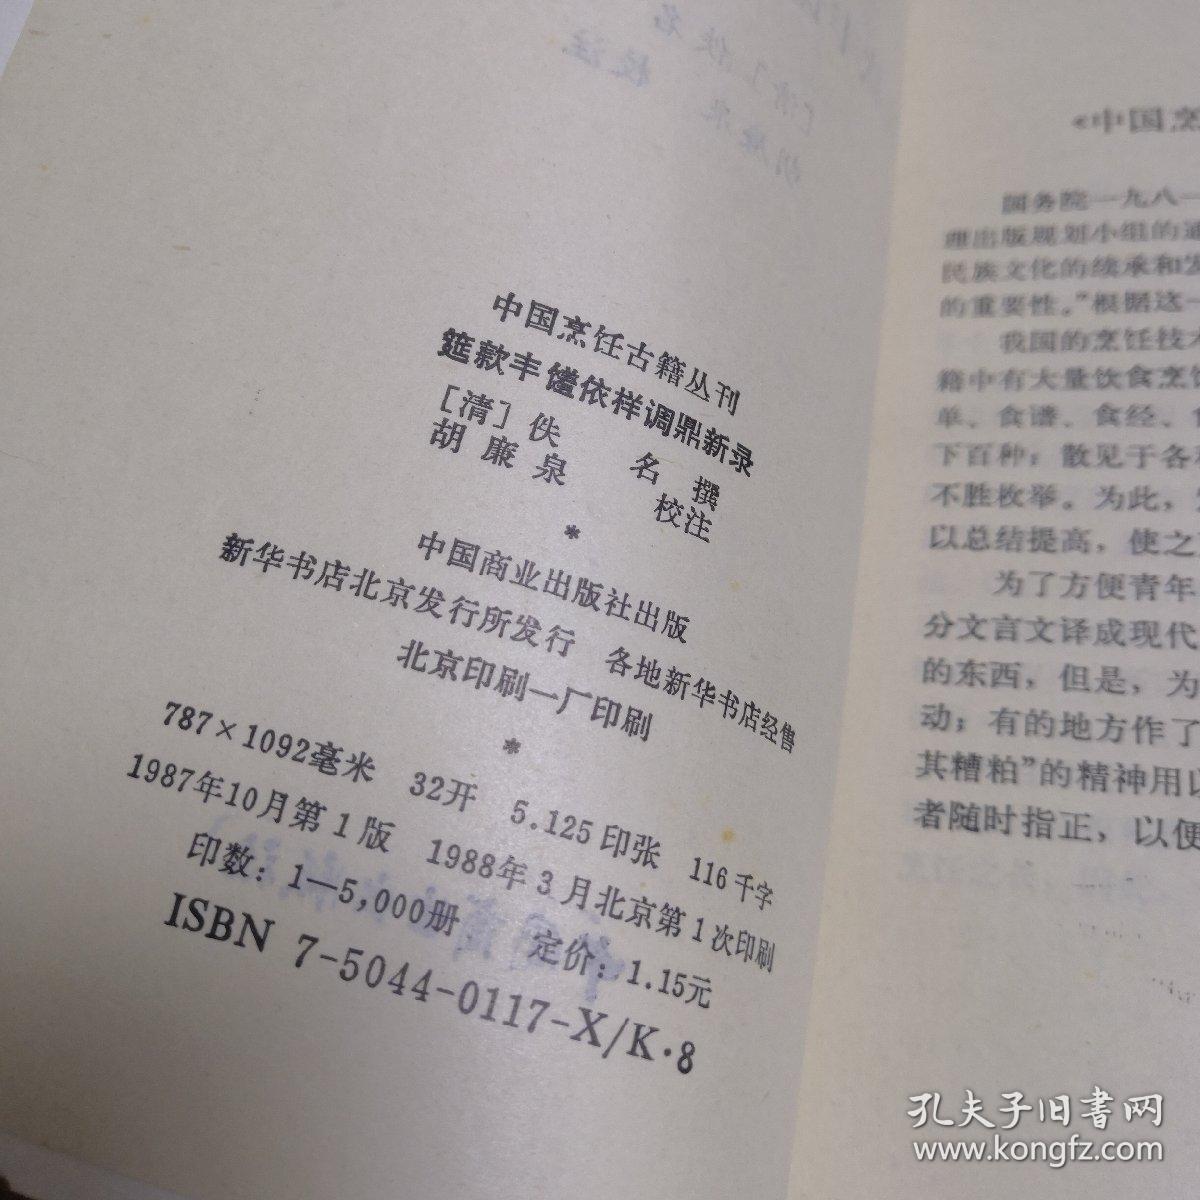 中国烹饪古籍丛刊
筵款丰馐依样调鼎新录
［清］佚 名 撰
胡廉泉 校注
*
中国商业出版社出版
新华书店北京发行所发行 各地新华书店经售
北京印刷一厂印刷
*
787×1092毫米 32开 5.125印张 116千字
1987年10月第1版 1988年3月北京第1次印刷
印数：1—5,000册 定价：1.15元
ISBN 7-5044-0117-X/K·8
《中国烹
国务院一九八一
理出版规划小组的通
民族文化的续承和发
的重要性。”根据这一
我国的烹饪技术
籍中有大量饮食烹饪
单、食谱、食经、食
下百种；散见于各种
不胜枚举。为此，
以总结提高，使之
为了方便青年
分文言文译成现代
的东西，但是，为
动；有的地方作了
其糟粕”的精神用以
者随时指正，以便
孔夫子旧书网
www.kongfz.com